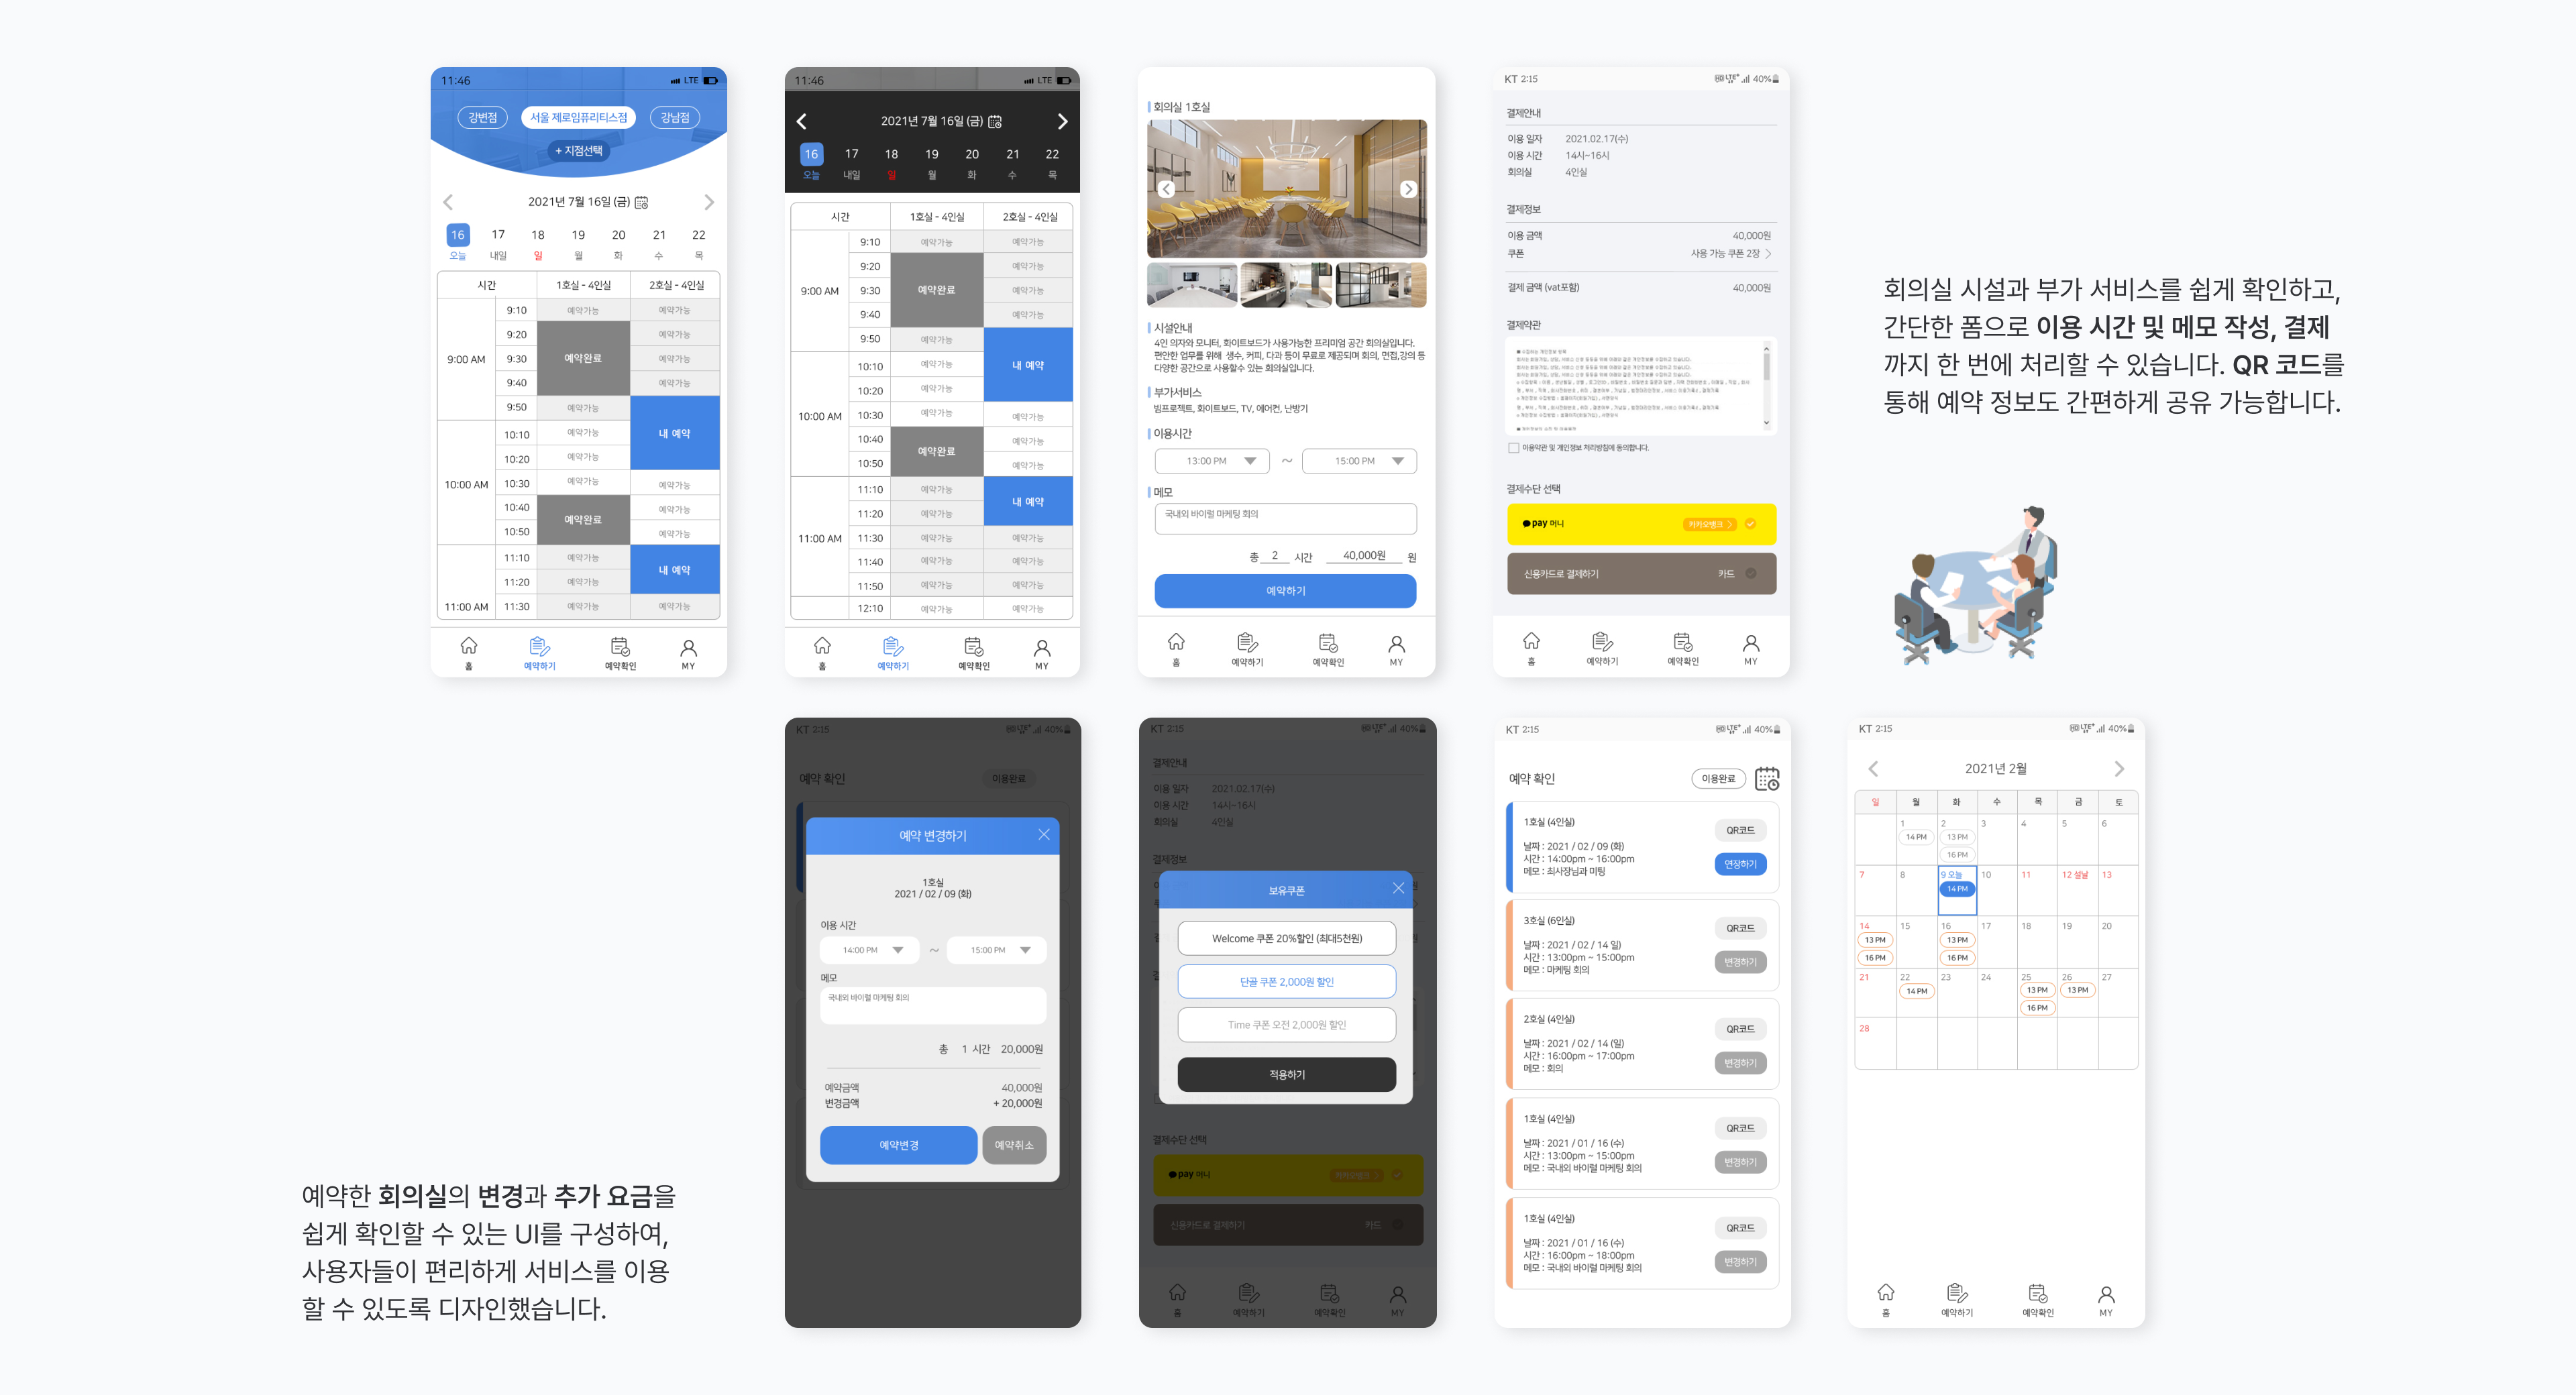 11:46
LTE
강변점
서울 제로임퓨리티스점
강남점
+ 지점선택
2021년 7월 16일 (금)
16 17 18 19 20 21 22
오늘 내일 일 월 화 수 목
시간 1호실 - 4인실 2호실 - 4인실
9:00 AM
9:10 예약가능 예약가능
9:20 예약가능
9:30 예약완료 예약가능
9:40 예약가능
9:50 예약가능
10:00 AM
10:10 예약가능 내 예약
10:20 예약가능
10:30 예약가능 예약가능
10:40 예약가능
예약완료
10:50 예약가능
11:10 예약가능
내 예약
11:20 예약가능
11:00 AM 11:30 예약가능 예약가능
홈 예약하기 예약확인 MY
11:46
LTE
2021년 7월 16일 (금)
16 17 18 19 20 21 22
오늘 내일 일 월 화 수 목
시간 1호실 - 4인실 2호실 - 4인실
9:10 예약가능 예약가능
9:20 예약가능
9:00 AM 9:30 예약완료 예약가능
9:40 예약가능
9:50 예약가능
10:10 예약가능 내 예약
10:20 예약가능
10:00 AM 10:30 예약가능 예약가능
10:40 예약가능
예약완료
10:50 예약가능
11:10 예약가능
내 예약
11:20 예약가능
11:00 AM 11:30 예약가능 예약가능
11:40 예약가능 예약가능
11:50 예약가능 예약가능
12:10 예약가능 예약가능
홈 예약하기 예약확인 MY
회의실 1호실
시설안내
4인 의자와 모니터, 화이트보드가 사용가능한 프리미엄 공간 회의실입니다.
편안한 업무를 위해 생수, 커피, 다과 등이 무료로 제공되며 회의, 면접,강의 등
다양한 공간으로 사용할수 있는 회의실입니다.
부가서비스
빔프로젝트, 화이트보드, TV, 에어컨, 난방기
이용시간
13:00 PM ~ 15:00 PM
메모
국내외 바이럴 마케팅 회의
총 2 시간 40,000원 원
예약하기
홈 예약하기 예약확인 MY
KT 2:15
40%
결제안내
이용 일자 2021.02.17(수)
이용 시간 14시~16시
회의실 4인실
결제정보
이용 금액 40,000원
쿠폰 사용 가능 쿠폰 2장
결제 금액 (vat포함) 40,000원
결제약관
이용약관 및 개인정보 처리방침에 동의합니다.
결제수단 선택
pay 머니 카카오뱅크
신용카드로 결제하기 카드
홈 예약하기 예약확인 MY
회의실 시설과 부가 서비스를 쉽게 확인하고,
간단한 폼으로 이용 시간 및 메모 작성, 결제
까지 한 번에 처리할 수 있습니다. QR 코드를
통해 예약 정보도 간편하게 공유 가능합니다.
예약한 회의실의 변경과 추가 요금을
쉽게 확인할 수 있는 UI를 구성하여,
사용자들이 편리하게 서비스를 이용
할 수 있도록 디자인했습니다.
KT 2:15
40%
예약 확인
이용완료
예약 변경하기
1호실
2021 / 02 / 09 (화)
이용 시간
14:00 PM ~ 15:00 PM
메모
국내외 바이럴 마케팅 회의
총 1 시간 20,000원
예약금액 40,000원
변경금액 + 20,000원
예약변경 예약취소
KT 2:15
40%
결제안내
이용 일자 2021.02.17(수)
이용 시간 14시~16시
회의실 4인실
결제정보
보유쿠폰
Welcome 쿠폰 20%할인 (최대5천원)
단골 쿠폰 2,000원 할인
Time 쿠폰 오전 2,000원 할인
적용하기
결제수단 선택
pay 머니 카카오뱅크
신용카드로 결제하기 카드
홈 예약하기 예약확인 MY
KT 2:15
40%
예약 확인
이용완료
1호실 (4인실)
날짜 : 2021 / 02 / 09 (화)
시간 : 14:00pm ~ 16:00pm
메모 : 최사장님과 미팅
QR코드
연장하기
3호실 (6인실)
날짜 : 2021 / 02 / 14 일)
시간 : 13:00pm ~ 15:00pm
메모 : 마케팅 회의
QR코드
변경하기
2호실 (4인실)
날짜 : 2021 / 02 / 14 (일)
시간 : 16:00pm ~ 17:00pm
메모 : 회의
QR코드
변경하기
1호실 (4인실)
날짜 : 2021 / 01 / 16 (수)
시간 : 13:00pm ~ 15:00pm
메모 : 국내외 바이럴 마케팅 회의
QR코드
변경하기
1호실 (4인실)
날짜 : 2021 / 01 / 16 (수)
시간 : 16:00pm ~ 18:00pm
메모 : 국내외 바이럴 마케팅 회의
QR코드
변경하기
KT 2:15
40%
2021년 2월
일 월 화 수 목 금 토
1 2 3 4 5 6
14 PM 13 PM
16 PM
7 8 9 오늘 10 11 12 설날 13
14 PM
14 15 16 17 18 19 20
13 PM 13 PM
16 PM 16 PM
21 22 23 24 25 26 27
14 PM 13 PM 13 PM
16 PM
28
홈 예약하기 예약확인 MY